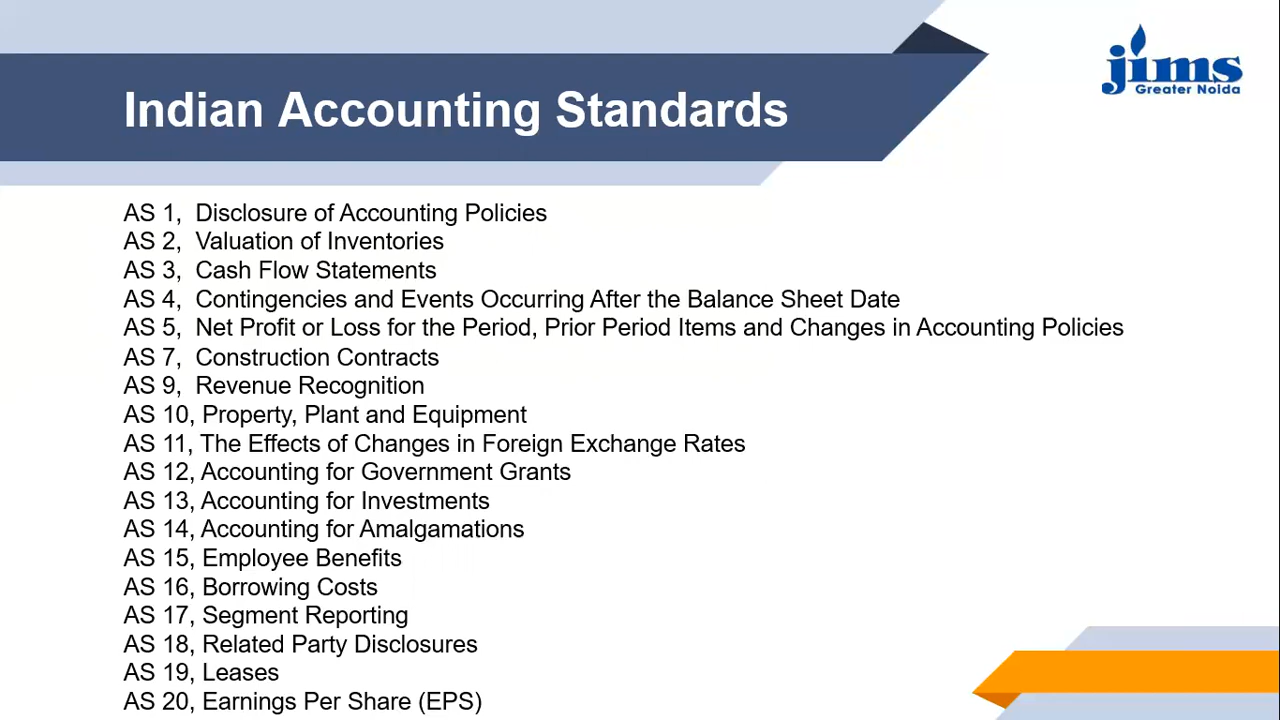 jims
Greater Noida
Indian Accounting Standards
AS 1, Disclosure of Accounting Policies
AS 2, Valuation of Inventories
AS 3, Cash Flow Statements
AS 4, Contingencies and Events Occurring After the Balance Sheet Date
AS 5, Net Profit or Loss for the Period, Prior Period Items and Changes in Accounting Policies
AS 7, Construction Contracts
AS 9, Revenue Recognition
AS 10, Property, Plant and Equipment
AS 11, The Effects of Changes in Foreign Exchange Rates
AS 12, Accounting for Government Grants
AS 13, Accounting for Investments
AS 14, Accounting for Amalgamations
AS 15, Employee Benefits
AS 16, Borrowing Costs
AS 17, Segment Reporting
AS 18, Related Party Disclosures
AS 19, Leases
AS 20, Earnings Per Share (EPS)